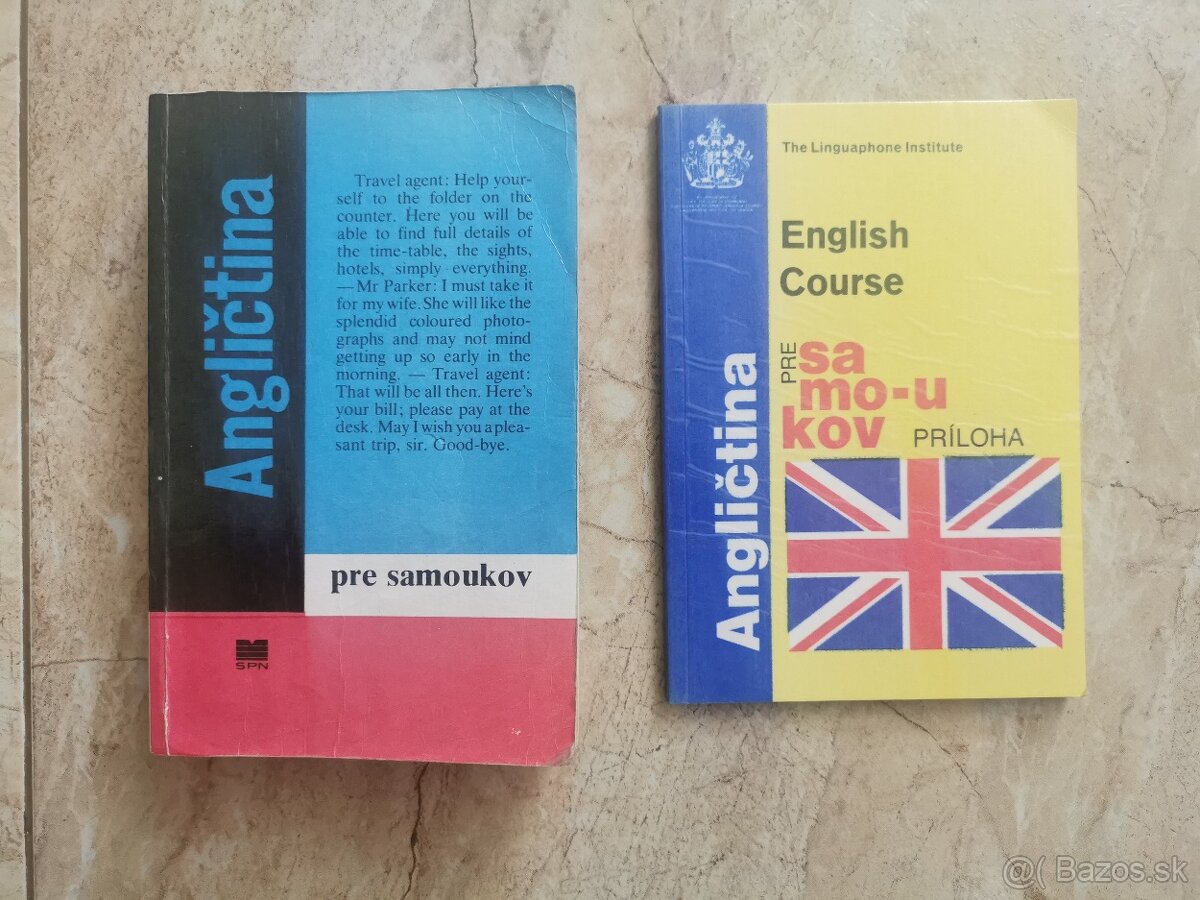 Angličtina
Travel agent: Help your-
self to the folder on the
counter. Here you will be
able to find full details of
the time-table, the sights,
hotels, simply everything.
—Mr Parker: I must take it
for my wife. She will like the
splendid coloured photo-
graphs and may not mind
getting up so early in the
morning. — Travel agent:
That will be all then. Here's
your bill; please pay at the
desk. May I wish you a plea-
sant trip, sir. Good-bye.
pre samoukov
SPN
The Linguaphone Institute
English
Course
Angličtina
PRE
sa
mo-u
kov
PRÍLOHA
@( Bazos.sk